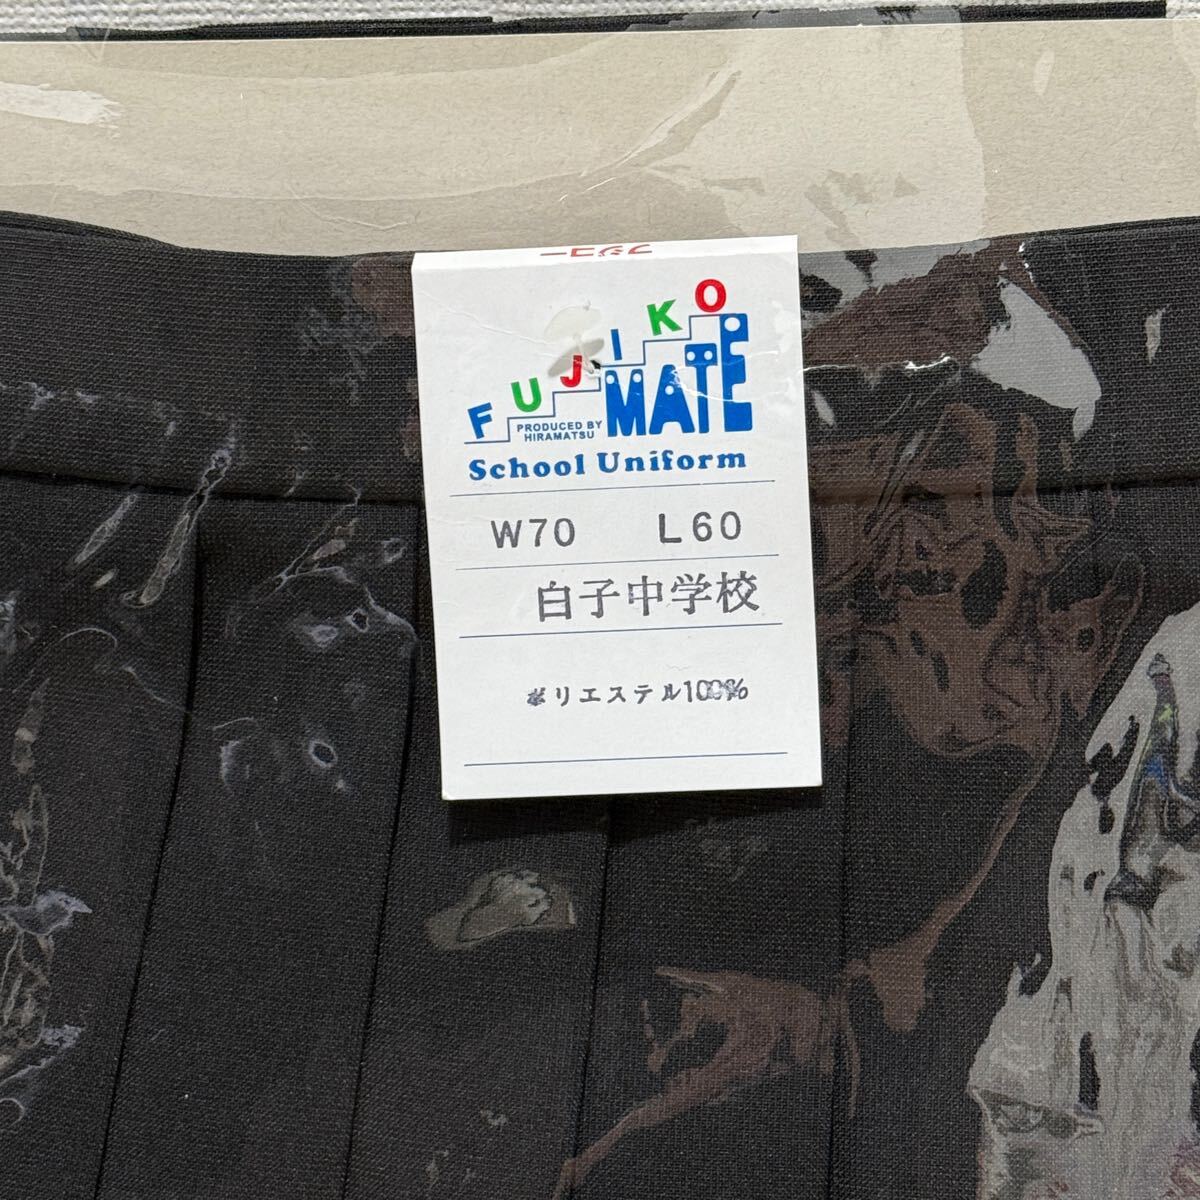 FUJIKO
MATE
PRODUCED BY
HIRAMATSU
School Uniform
W70 L60
白子中学校
ポリエステル100%